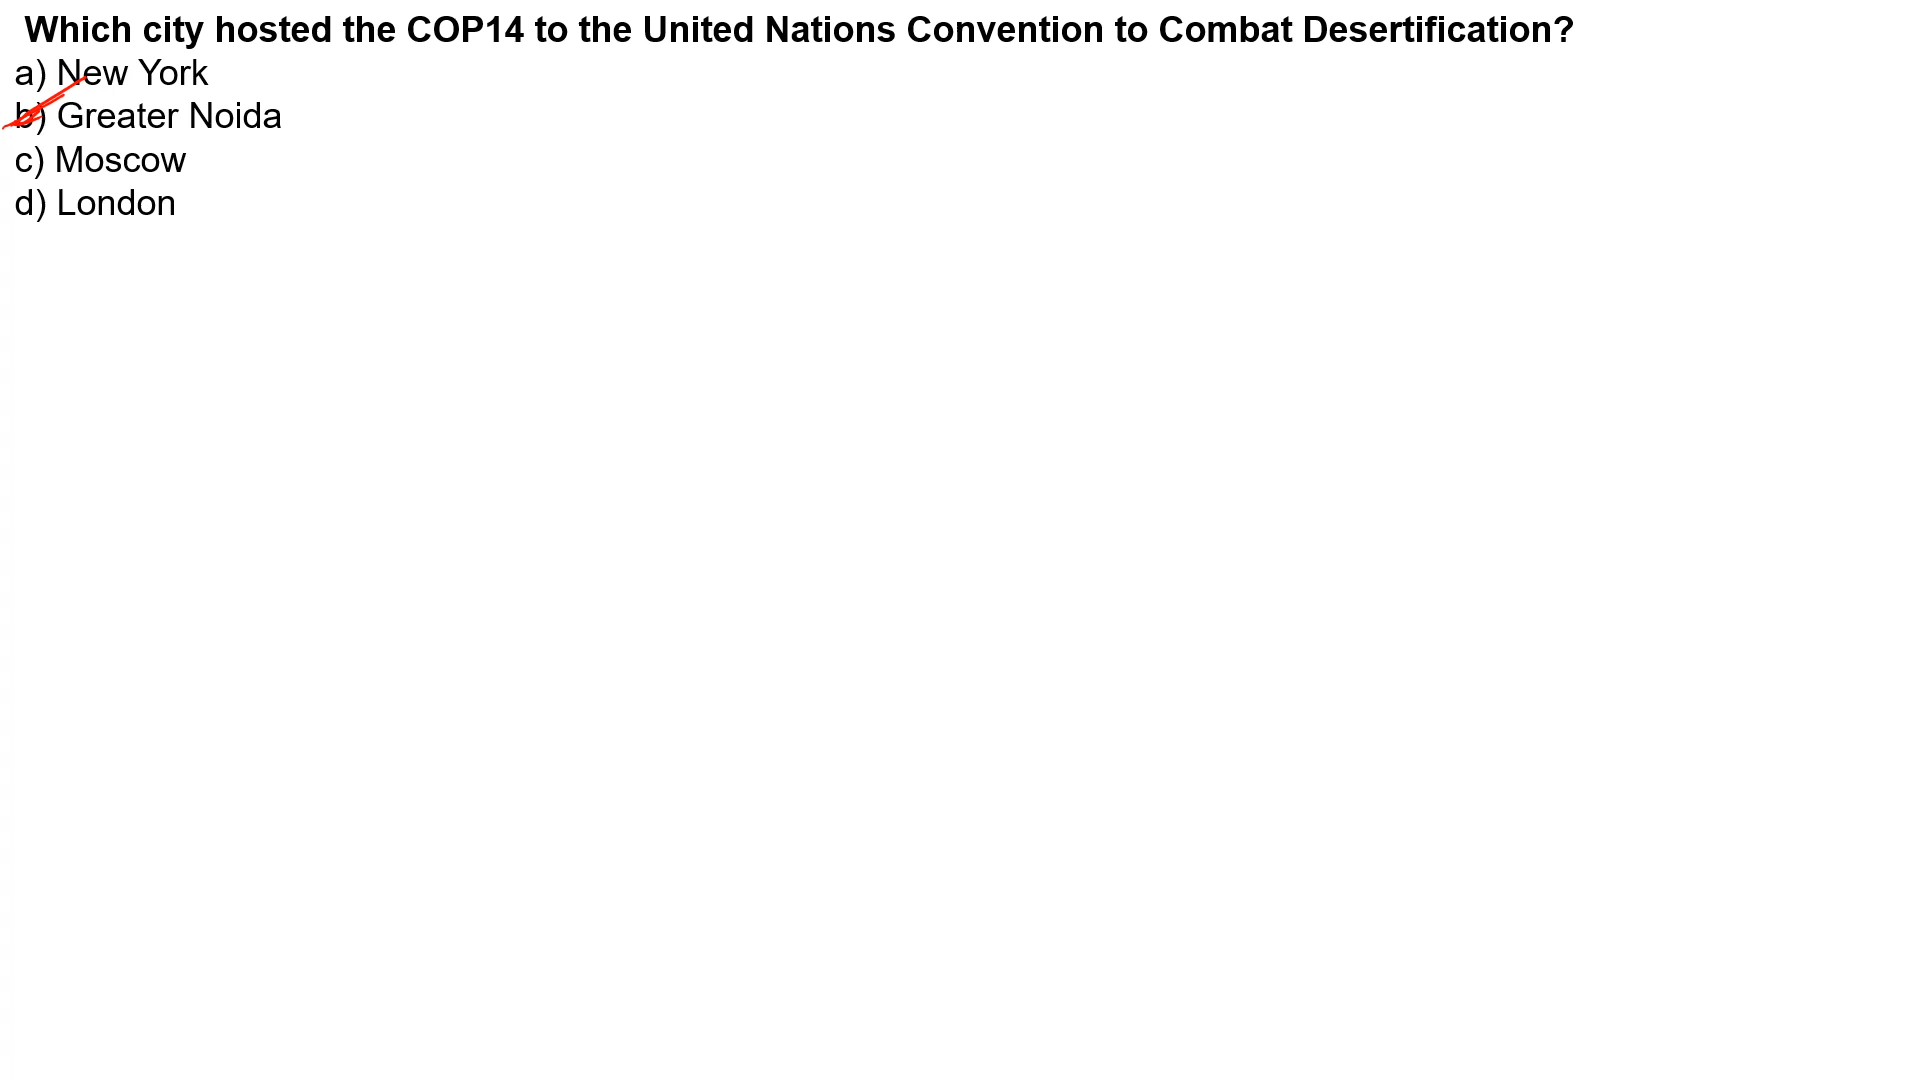 Which city hosted the COP14 to the United Nations Convention to Combat Desertification?
a) New York
b) Greater Noida
c) Moscow
d) London